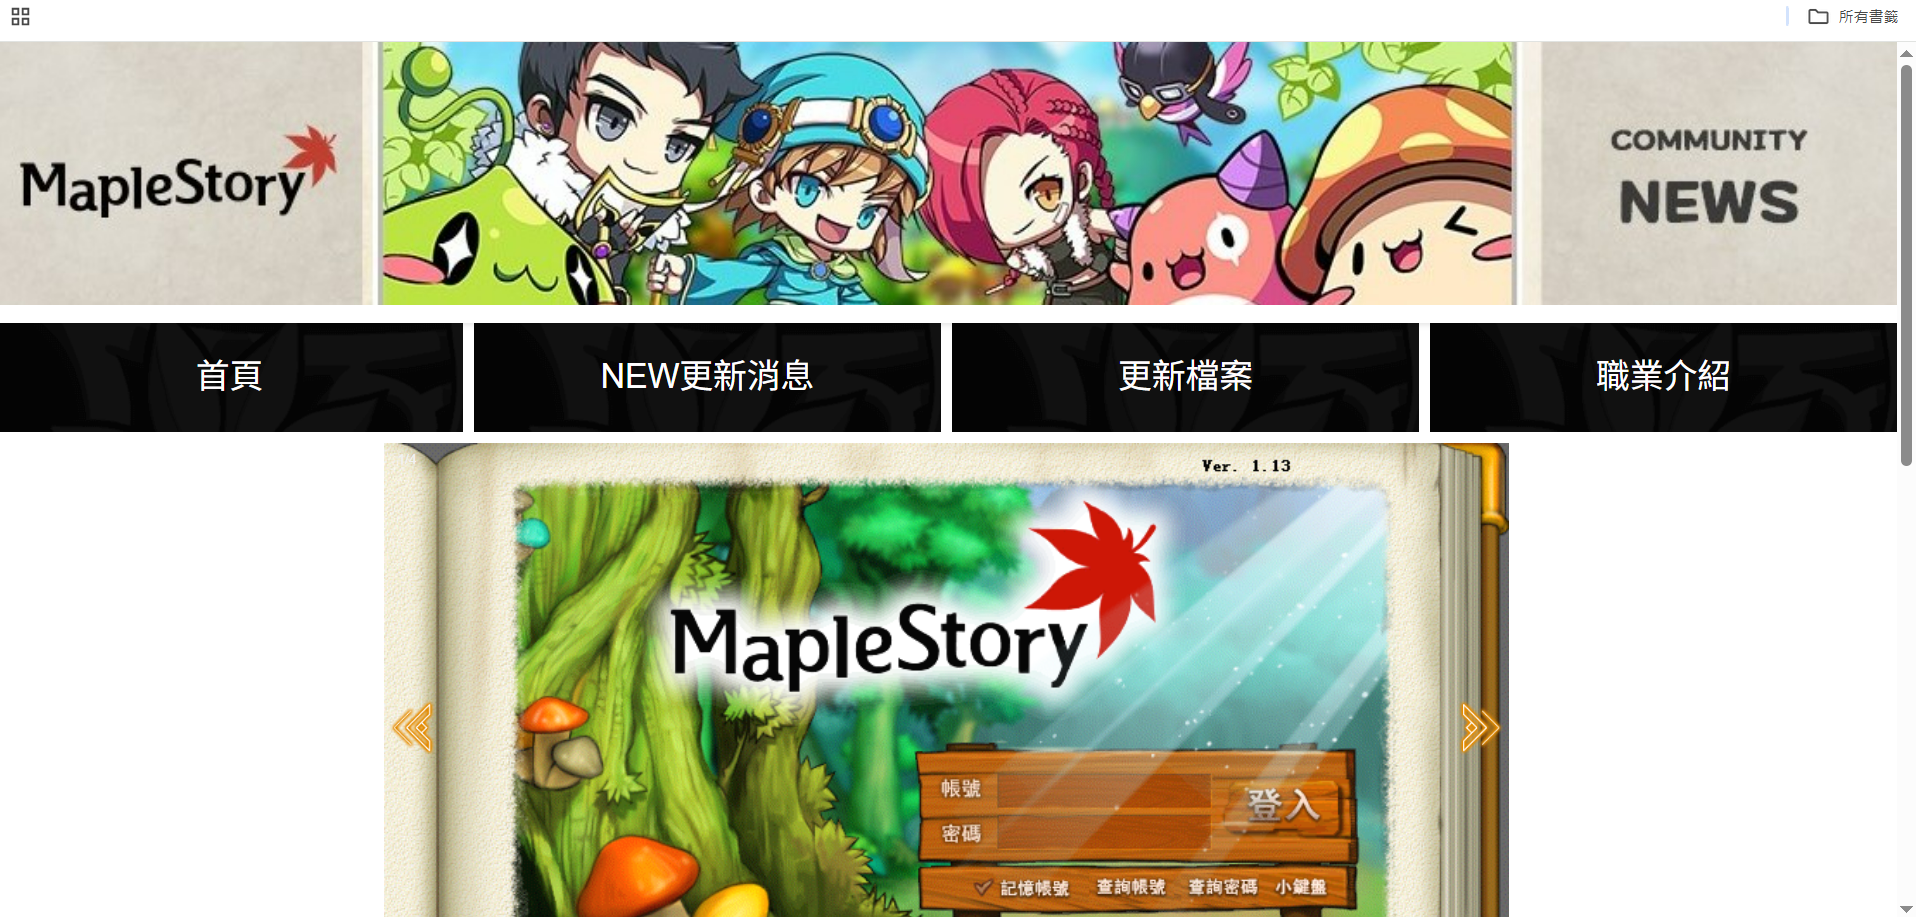 所有書籤
MapleStory
COMMUNITY
NEWS
首頁
NEW更新消息
更新檔案
職業介紹
Ver. 1.13
MapleStory
帳號
登入
密碼
記憶帳號 查詢帳號 查詢密碼 小鍵盤